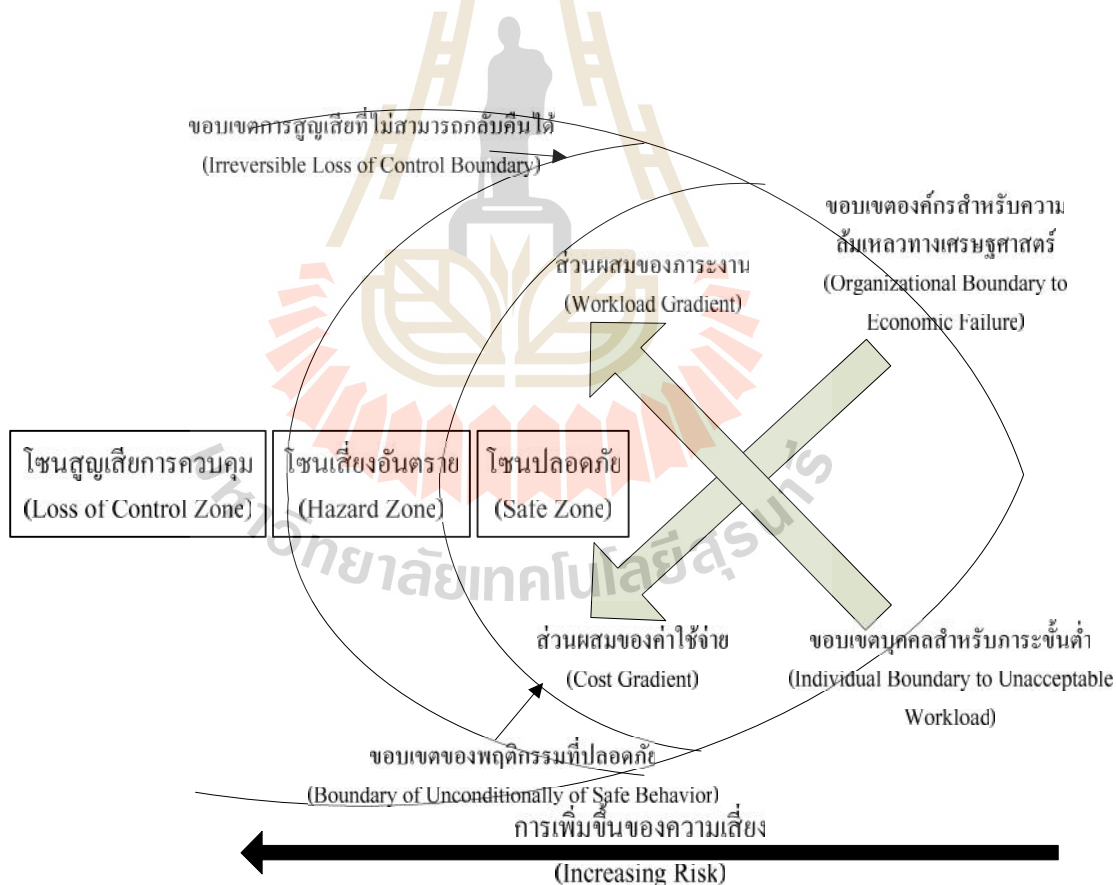 ขอบเขตการสูญเสียที่ไม่สามารถกลับคืนได้
(Irreversible Loss of Control Boundary)
ขอบเขตองค์กรสำหรับความ
ล้มเหลวทางเศรษฐศาสตร์
(Organizational Boundary to
Economic Failure)
ส่วนผสมของภาระงาน
(Workload Gradient)
โซนสูญเสียการควบคุม
(Loss of Control Zone)
โซนเสี่ยงอันตราย
(Hazard Zone)
โซนปลอดภัย
(Safe Zone)
มหาวิทยาลัยเทคโนโลยีสุรนารี
ส่วนผสมของค่าใช้จ่าย
(Cost Gradient)
ขอบเขตบุคคลสำหรับภาระขั้นต่ำ
(Individual Boundary to Unacceptable
Workload)
ขอบเขตของพฤติกรรมที่ปลอดภัย
(Boundary of Unconditionally of Safe Behavior)
การเพิ่มขึ้นของความเสี่ยง
(Increasing Risk)